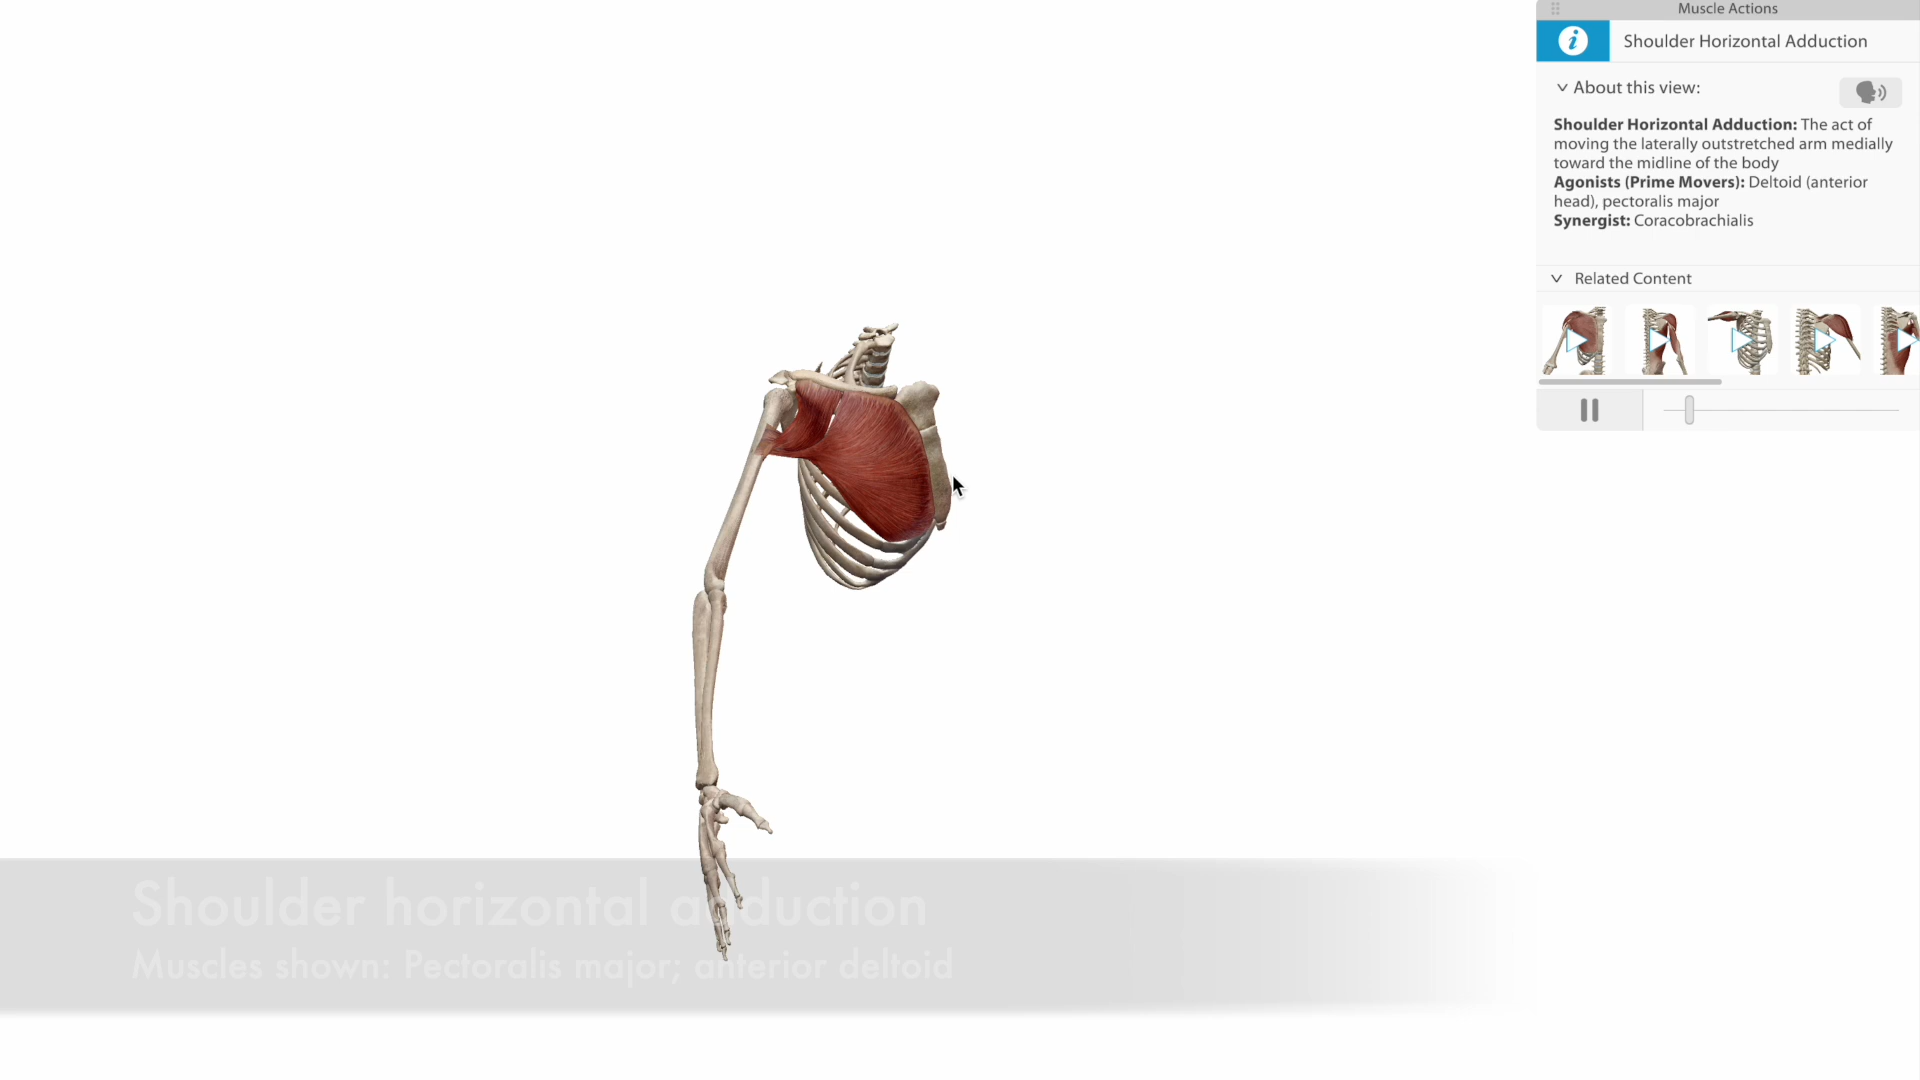 Muscle Actions
Shoulder Horizontal Adduction
About this view:
Shoulder Horizontal Adduction: The act of
moving the laterally outstretched arm medially
toward the midline of the body
Agonists (Prime Movers): Deltoid (anterior
head), pectoralis major
Synergist: Coracobrachialis
Related Content
Shoulder horizontal adduction
Muscles shown: Pectoralis major; anterior deltoid